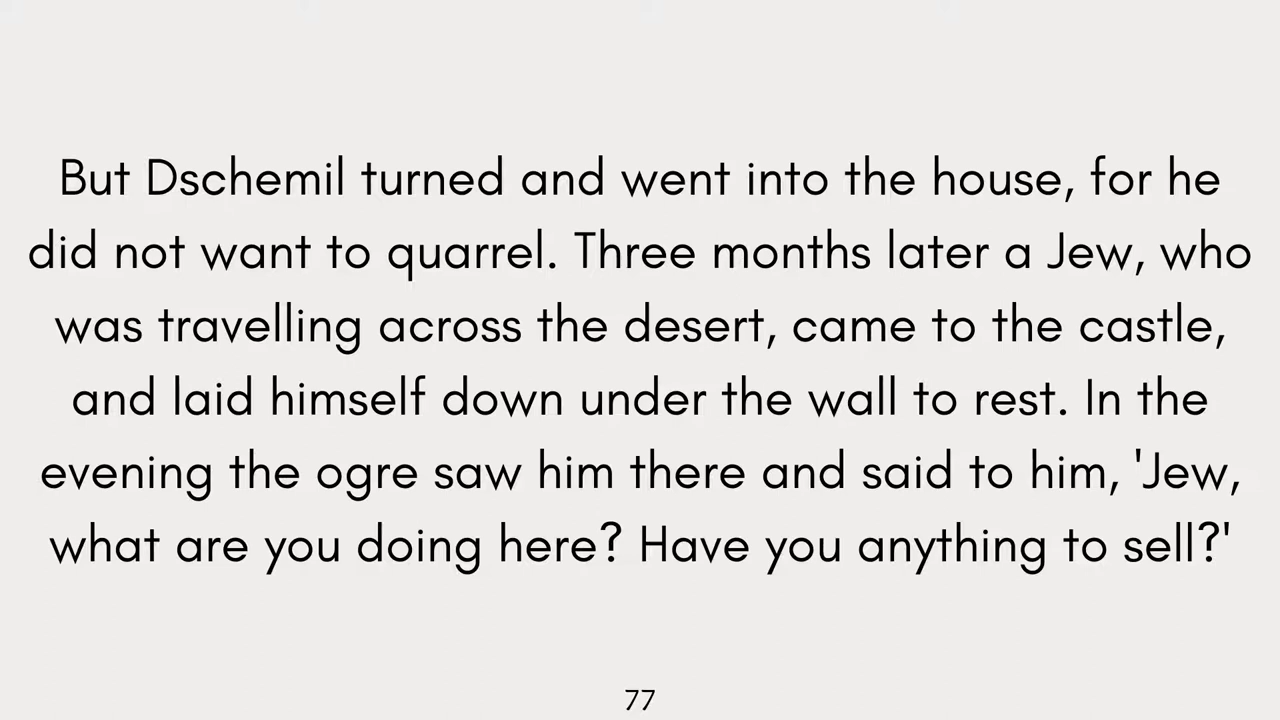 But Dschemil turned and went into the house, for he
did not want to quarrel. Three months later a Jew, who
was travelling across the desert, came to the castle,
and laid himself down under the wall to rest. In the
evening the ogre saw him there and said to him, 'Jew,
what are you doing here? Have you anything to sell?'
77